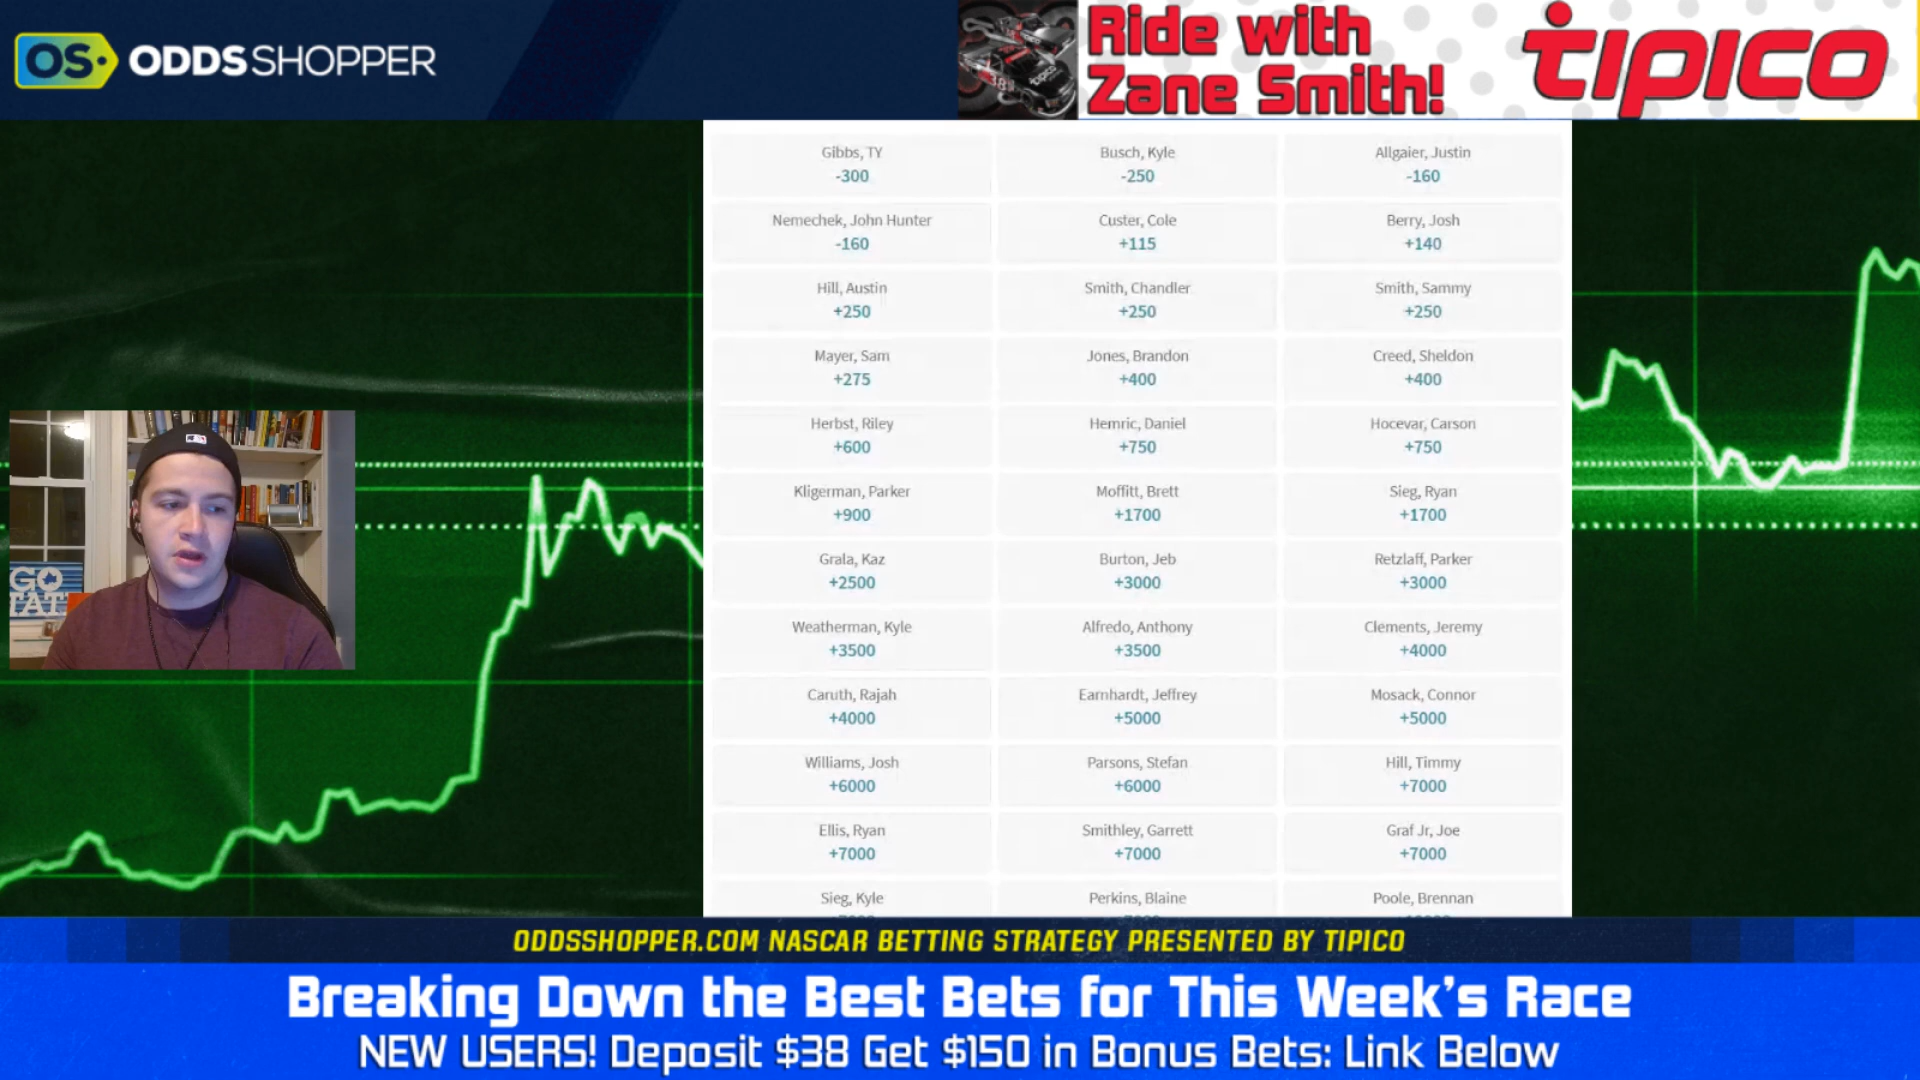 OS. ODDSSHOPPER
Ride with
Zane Smith!
TIPICO
Gibbs, TY
-300
Busch, Kyle
-250
Allgaier, Justin
-160
Nemechek, John Hunter
-160
Custer, Cole
+115
Berry, Josh
+140
Hill, Austin
+250
Smith, Chandler
+250
Smith, Sammy
+250
Mayer, Sam
+275
Jones, Brandon
+400
Creed, Sheldon
+400
Herbst, Riley
+600
Hemric, Daniel
+750
Hocevar, Carson
+750
Kligerman, Parker
+900
Moffitt, Brett
+1700
Sieg, Ryan
+1700
Grala, Kaz
+2500
Burton, Jeb
+3000
Retzlaff, Parker
+3000
Weatherman, Kyle
+3500
Alfredo, Anthony
+3500
Clements, Jeremy
+4000
Caruth, Rajah
+4000
Earnhardt, Jeffrey
+5000
Mosack, Connor
+5000
Williams, Josh
+6000
Parsons, Stefan
+6000
Hill, Timmy
+7000
Ellis, Ryan
+7000
Smithley, Garrett
+7000
Graf Jr, Joe
+7000
Sieg, Kyle
Perkins, Blaine
Poole, Brennan
GO
ODDSSHOPPER.COM NASCAR BETTING STRATEGY PRESENTED BY TIPICO
Breaking Down the Best Bets for This Week's Race
NEW USERS! Deposit $38 Get $150 in Bonus Bets: Link Below